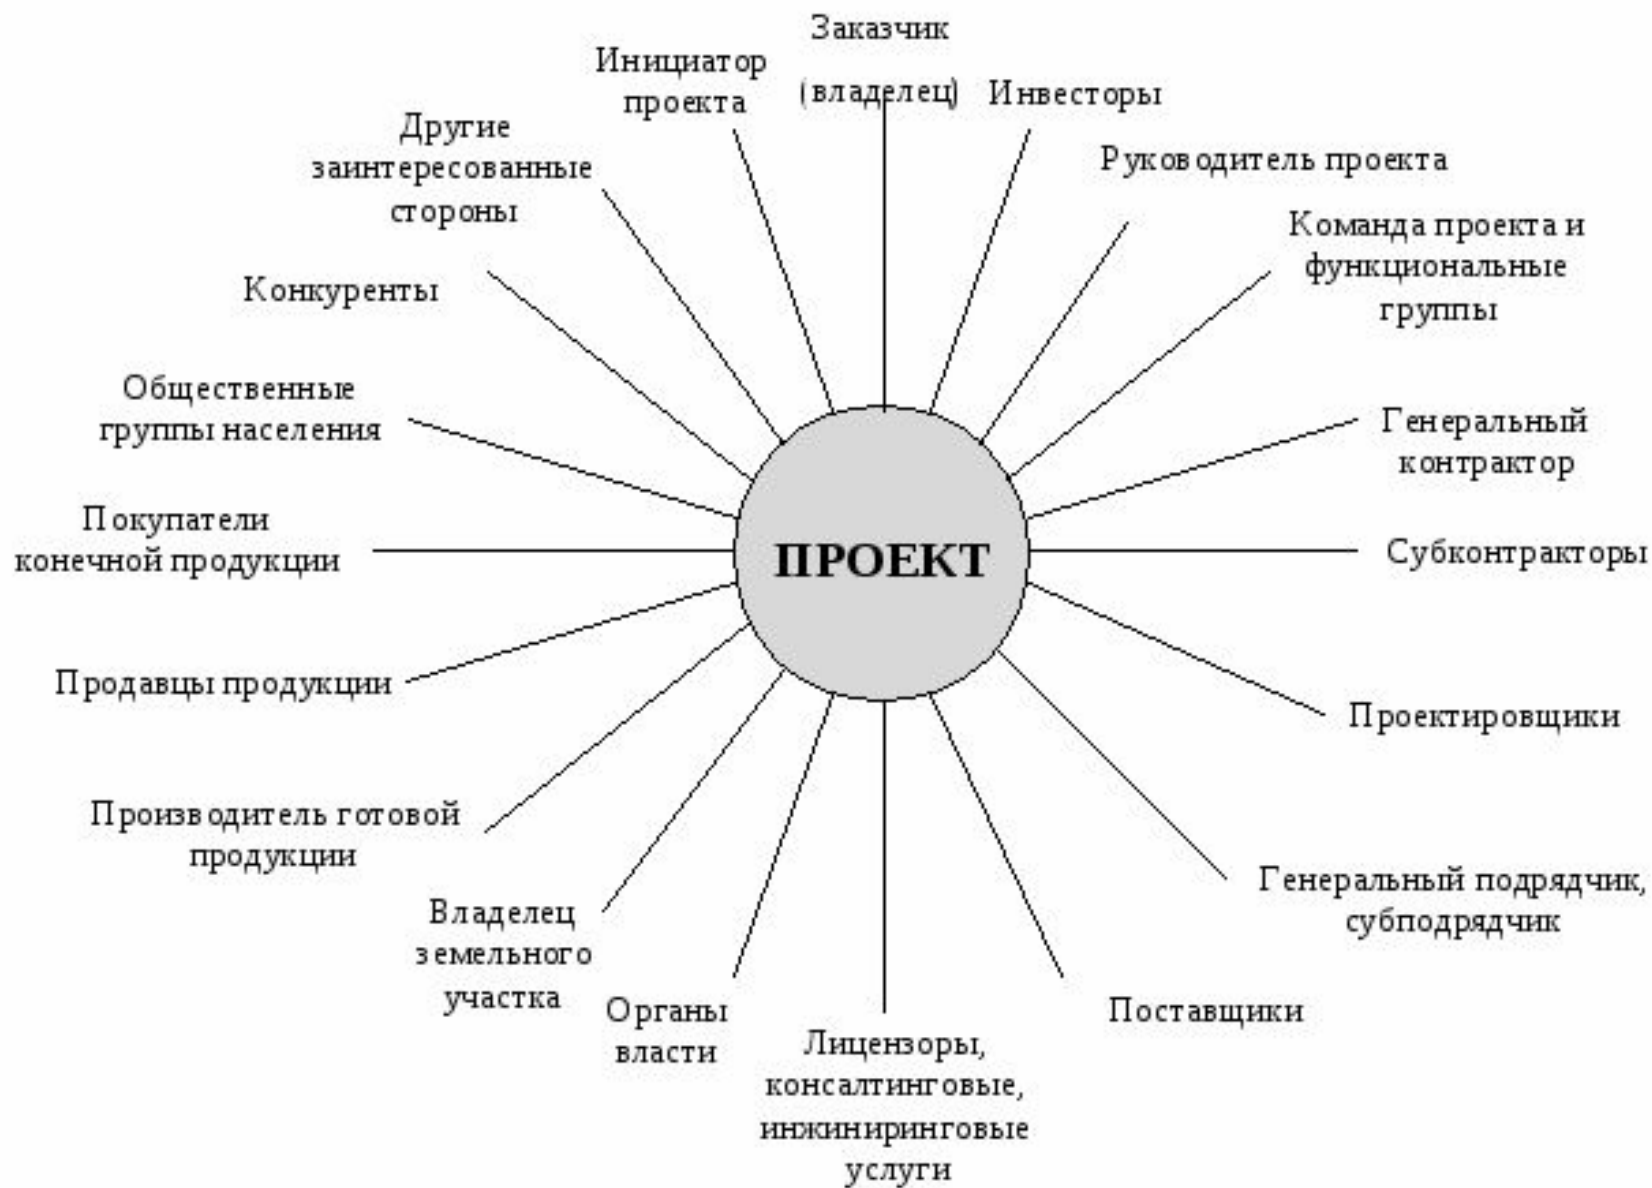 Заказчик
(владелец)
Инвесторы
Руководитель проекта
Команда проекта и
функциональные
группы
Генеральный
контрактор
Субконтракторы
Проектировщики
Генеральный подрядчик,
субподрядчик
Поставщики
Лицензоры,
консалтинговые,
инжиниринговые
услуги
Органы
власти
Владелец
земельного
участка
Производитель готовой
продукции
Продавцы продукции
Покупатели
конечной продукции
Общественные
группы населения
Конкуренты
Другие
заинтересованные
стороны
Инициатор
проекта
ПРОЕКТ